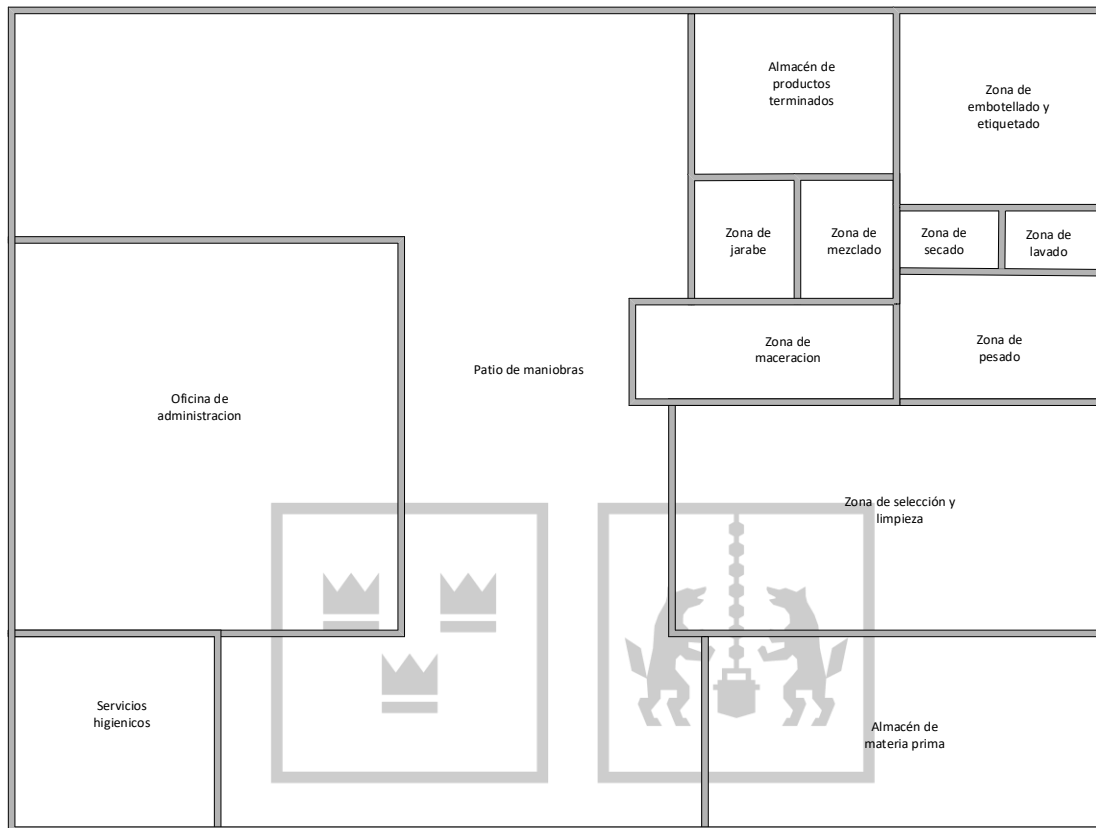 Almacén de
productos
terminados
Zona de
embotellado y
etiquetado
Zona de
jarabe
Zona de
mezclado
Zona de
secado
Zona de
lavado
Zona de
maceracion
Zona de
pesado
Patio de maniobras
Oficina de
administracion
Zona de selección y
limpieza
Servicios
higienicos
Almacén de
materia prima